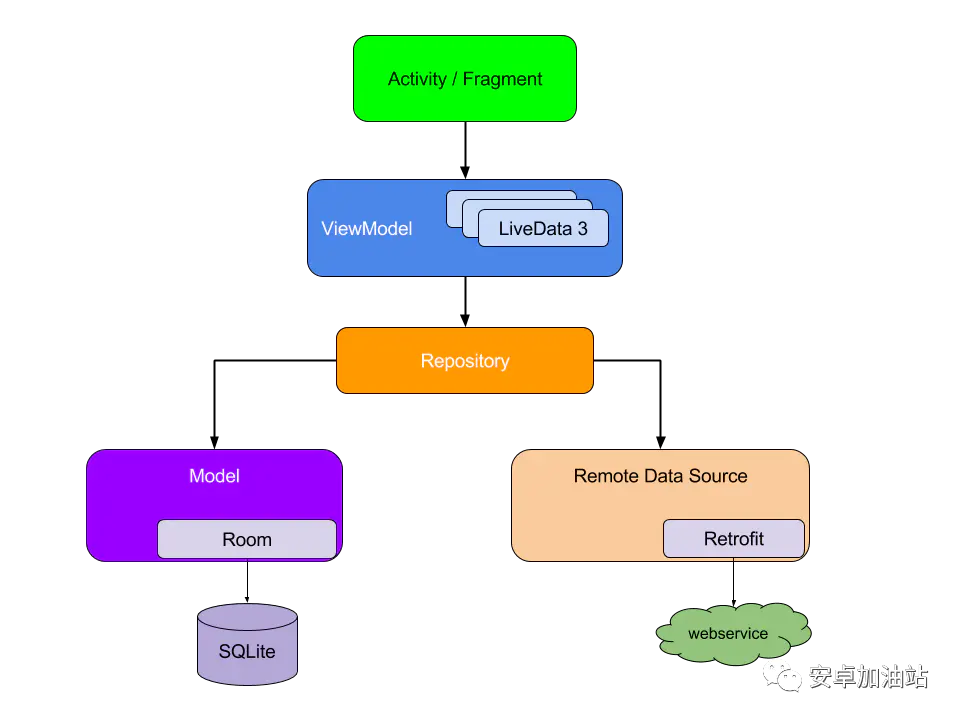 Activity / Fragment
ViewModel
LiveData 3
Repository
Model
Remote Data Source
Room
Retrofit
SQLite
webservice
安卓加油站